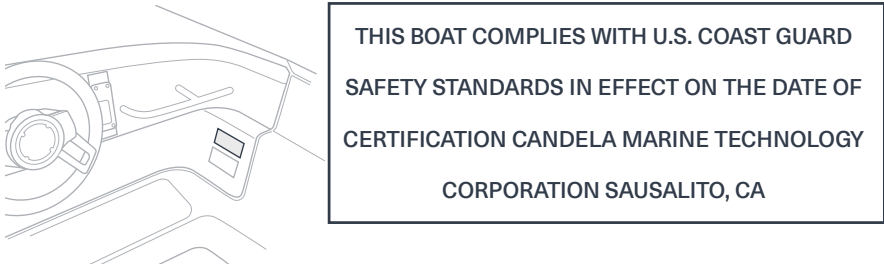 THIS BOAT COMPLIES WITH U.S. COAST GUARD
SAFETY STANDARDS IN EFFECT ON THE DATE OF
CERTIFICATION CANDELA MARINE TECHNOLOGY
CORPORATION SAUSALITO, CA